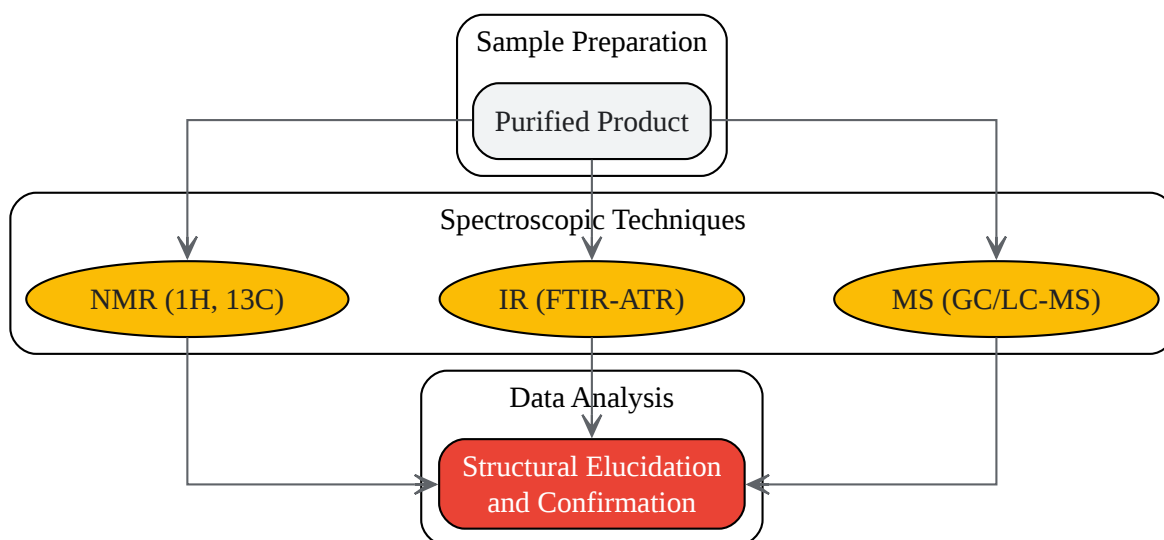 Sample Preparation
Purified Product
Spectroscopic Techniques
NMR (1H, 13C)
IR (FTIR-ATR)
MS (GC/LC-MS)
Data Analysis
Structural Elucidation
and Confirmation